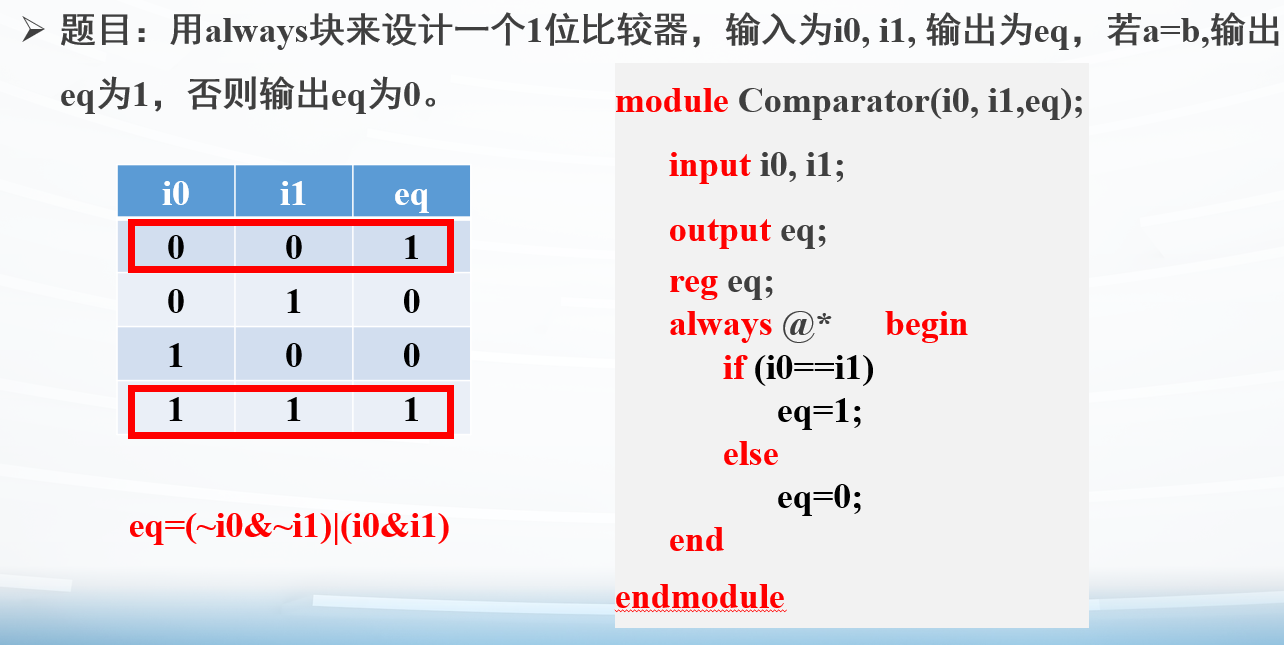 ➢ 题目：用always块来设计一个1位比较器，输入为i0, i1, 输出为eq，若a=b,输出
eq为1，否则输出eq为0。
i0 i1 eq
0 0 1
0 1 0
1 0 0
1 1 1
eq=(~i0&~i1)|(i0&i1)
module Comparator(i0, i1,eq);
input i0, i1;
output eq;
reg eq;
always @* begin
if (i0==i1)
eq=1;
else
eq=0;
end
endmodule